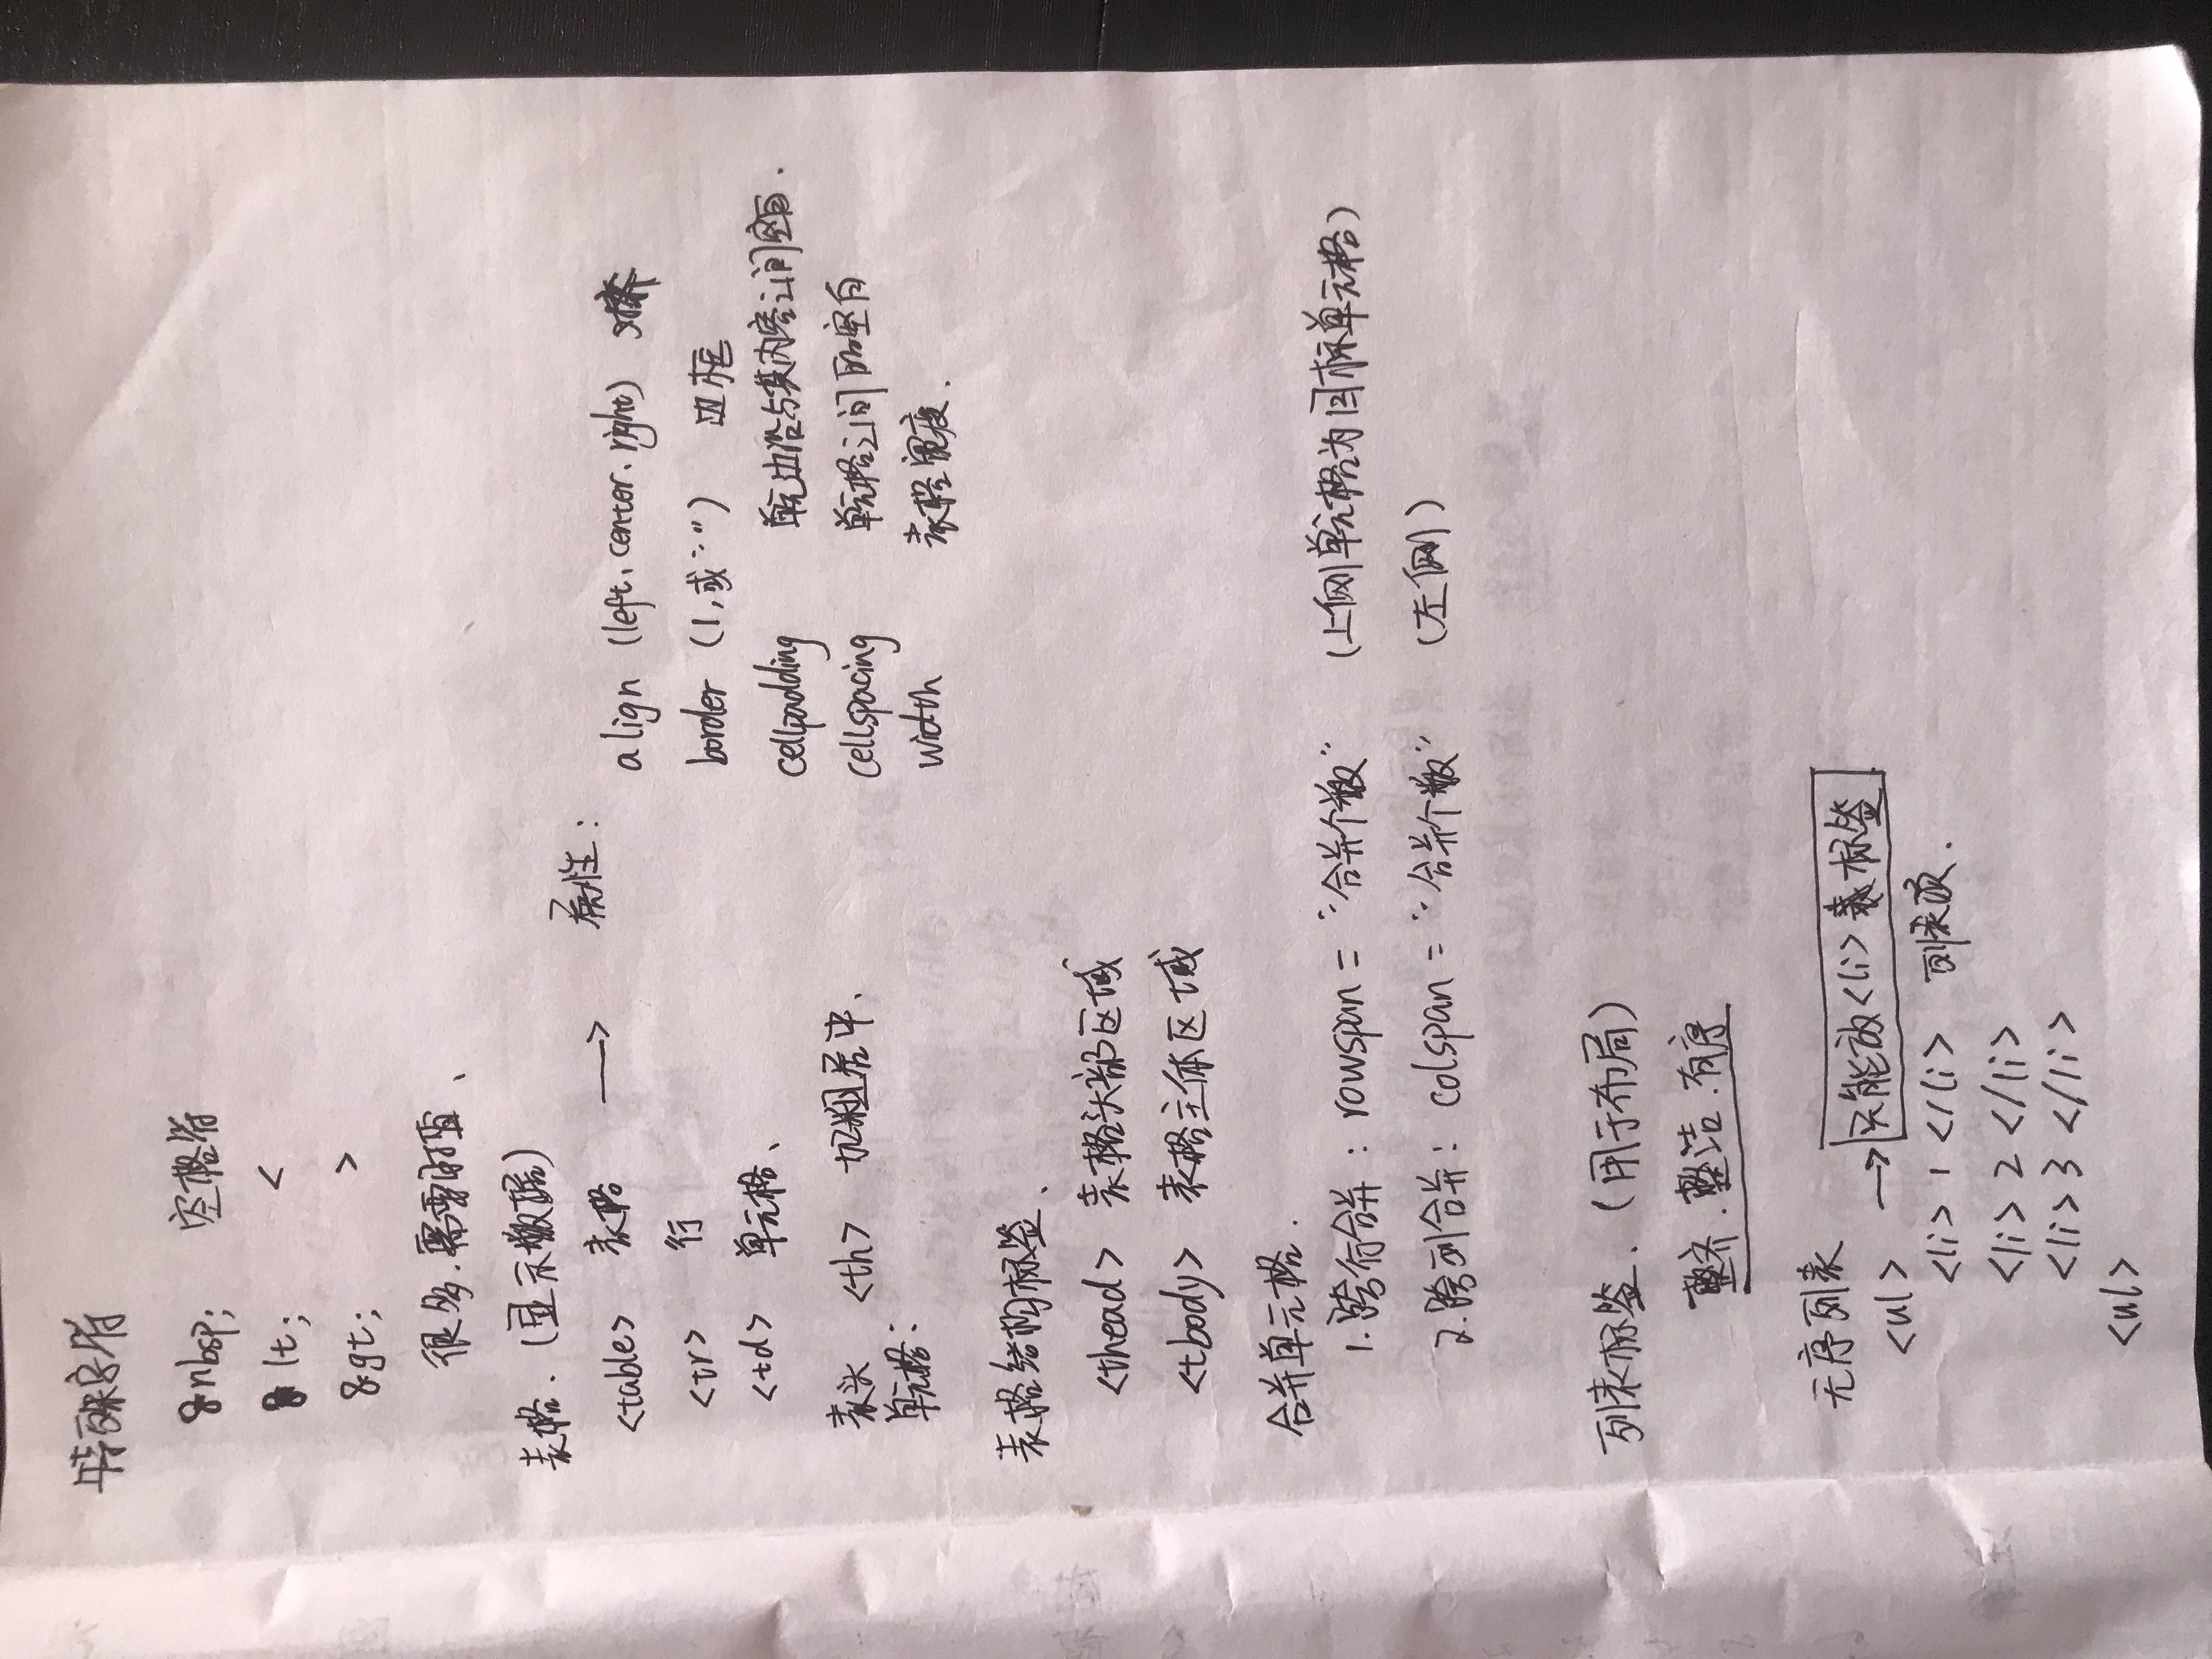 特殊字符
&nbsp; 空格符
&lt; <
&gt; >
很多.需要时查、
表格.(显示数据)
<table> 表格 → 属性:
<tr> 行
<td> 单元格、
表头 <th> 加粗居中、
单元格:
align (left、center、right) 对齐
border (1,或"") 边框
cellpadding 单元边沿与其内容之间空白.
cellspacing 单元格之间的空白
width 表格宽度.
表格结构标签、
<thead> 表格头部区域
<tbody> 表格主体区域
合并单元格.
1.跨行合并: rowspan = "合并个数" (上侧单元格为目标单元格)
2.跨列合并: colspan = "合并个数" (左侧)
列表标签.(用于布局)
整齐.整洁.有序
无序列表
<ul> → 只能放<li>标签
<li> 1 </li> 列表项.
<li> 2 </li>
<li> 3 </li>
<ul>